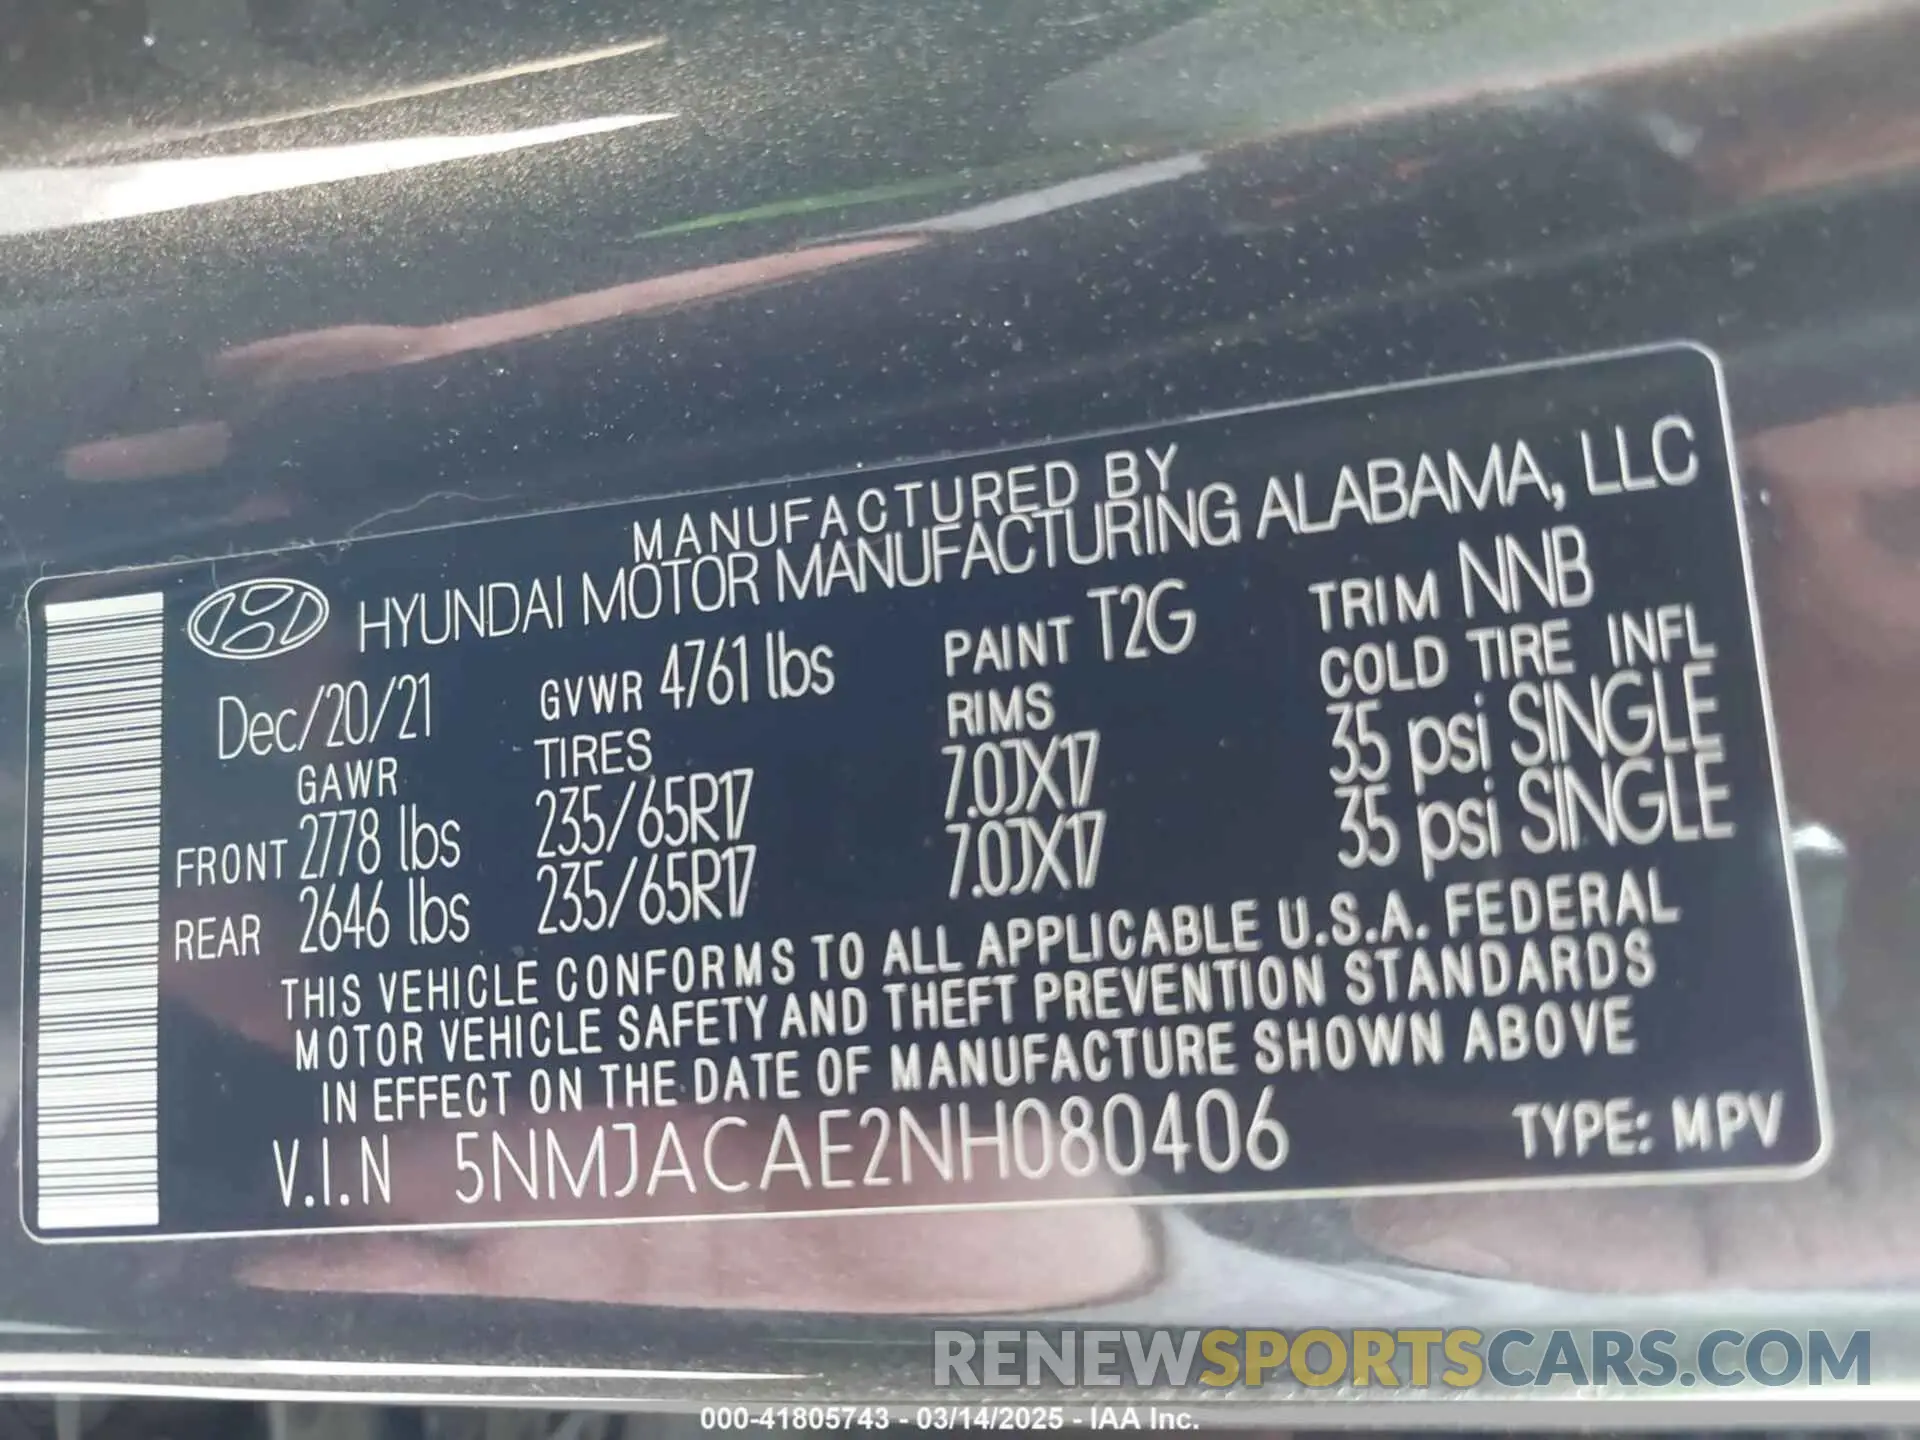 MANUFACTURED BY
HYUNDAI MOTOR MANUFACTURING ALABAMA, LLC
Dec/20/21 GVWR 4761 lbs PAINT T2G TRIM NNB
GAWR TIRES RIMS COLD TIRE INFL
FRONT 2778 lbs 235/65R17 7.0JX17 35 psi SINGLE
REAR 2646 lbs 235/65R17 7.0JX17 35 psi SINGLE
THIS VEHICLE CONFORMS TO ALL APPLICABLE U.S.A. FEDERAL
MOTOR VEHICLE SAFETY AND THEFT PREVENTION STANDARDS
IN EFFECT ON THE DATE OF MANUFACTURE SHOWN ABOVE
V.I.N 5NMJACAE2NH080406 TYPE: MPV
RENEWSPORTSCARS.COM
000-41805743 - 03/14/2025 - IAA Inc.